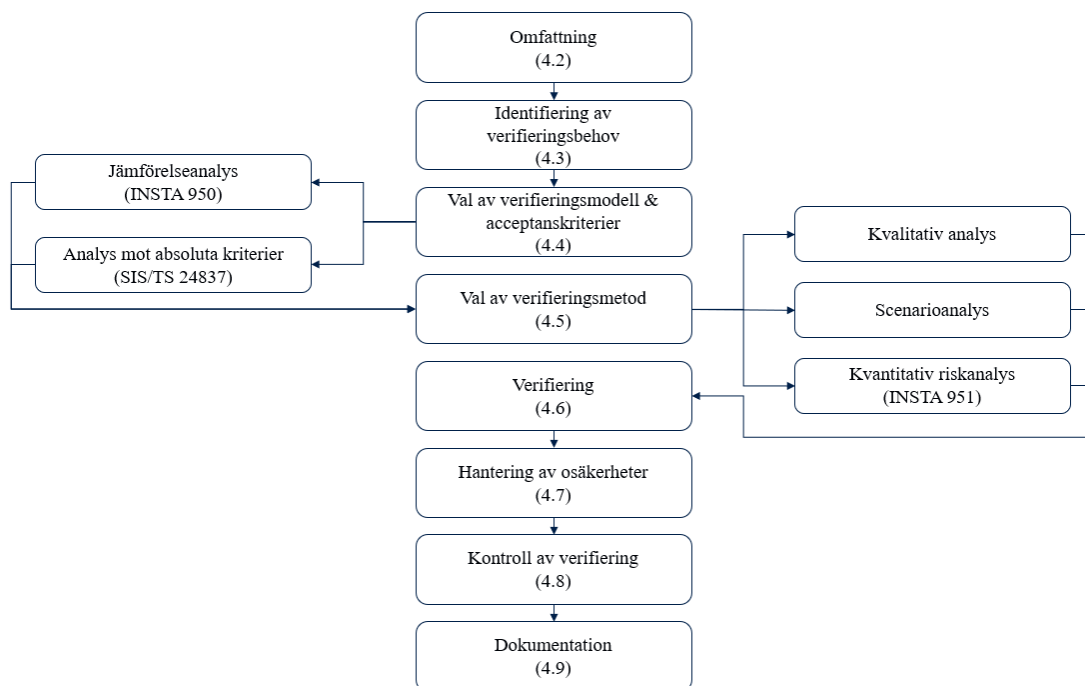 Omfattning
(4.2)
Identifiering av
verifieringsbehov
(4.3)
Jämförelseanalys
(INSTA 950)
Val av verifieringsmodell &
acceptanskriterier
(4.4)
Analys mot absoluta kriterier
(SIS/TS 24837)
Val av verifieringsmetod
(4.5)
Kvalitativ analys
Scenarioanalys
Kvantitativ riskanalys
(INSTA 951)
Verifiering
(4.6)
Hantering av osäkerheter
(4.7)
Kontroll av verifiering
(4.8)
Dokumentation
(4.9)